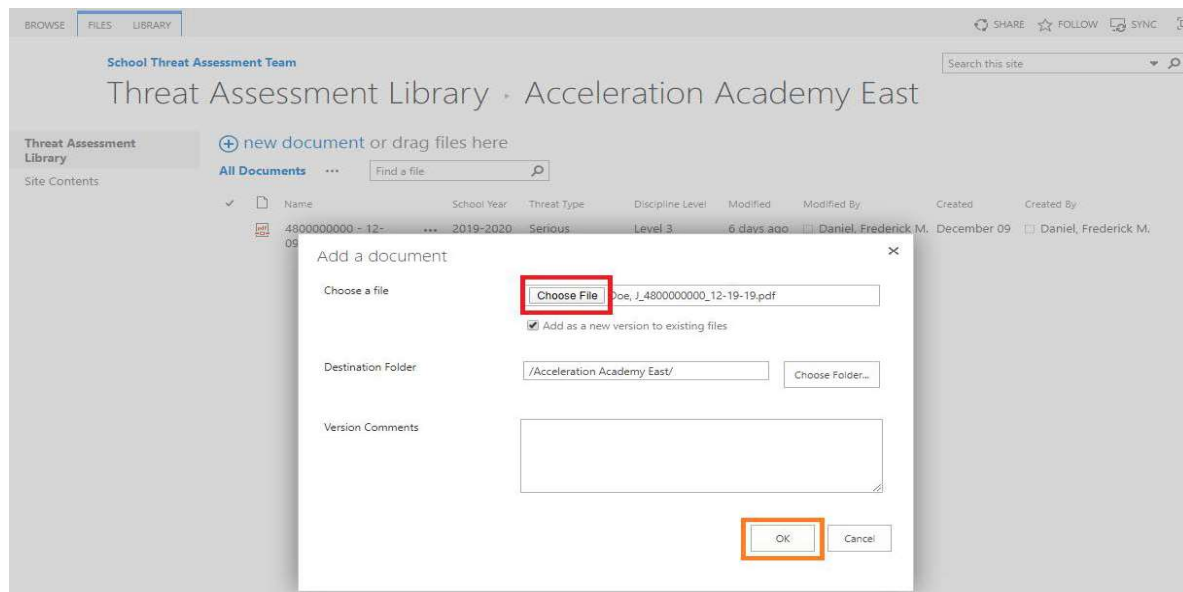 BROWSE FILES LIBRARY SHARE FOLLOW SYNC
School Threat Assessment Team
Search this site
Threat Assessment Library ▸ Acceleration Academy East
Threat Assessment
Library
Site Contents
new document or drag files here
All Documents ••• Find a file
Name School Year Threat Type Discipline Level Modified Modified By Created Created By
4800000000 - 12- ••• 2019-2020 Serious Level 3 6 days ago Daniel, Frederick M. December 09 Daniel, Frederick M.
09
Add a document
Choose a file
Choose File Doe, J_4800000000_12-19-19.pdf
Add as a new version to existing files
Destination Folder
/Acceleration Academy East/
Choose Folder...
Version Comments
OK Cancel